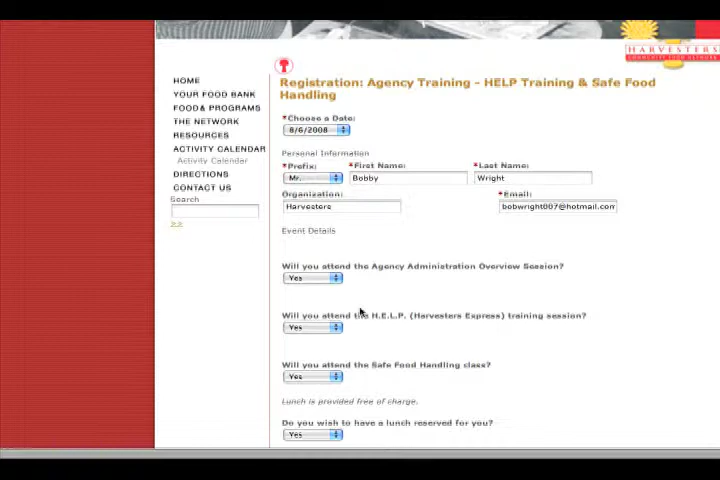 HARVESTERS
HOME
YOUR FOOD BANK
FOOD & PROGRAMS
THE NETWORK
RESOURCES
ACTIVITY CALENDAR
Activity Calendar
DIRECTIONS
CONTACT US
Search
>>
Registration: Agency Training - HELP Training & Safe Food
Handling
*Choose a Date:
8/6/2008
Personal Information
*Prefix: *First Name: *Last Name:
Mr. Bobby Wright
Organization: *Email:
Harvesters bobwright007@hotmail.com
Event Details
Will you attend the Agency Administration Overview Session?
Yes
Will you attend the H.E.L.P. (Harvesters Express) training session?
Yes
Will you attend the Safe Food Handling class?
Yes
Lunch is provided free of charge.
Do you wish to have a lunch reserved for you?
Yes